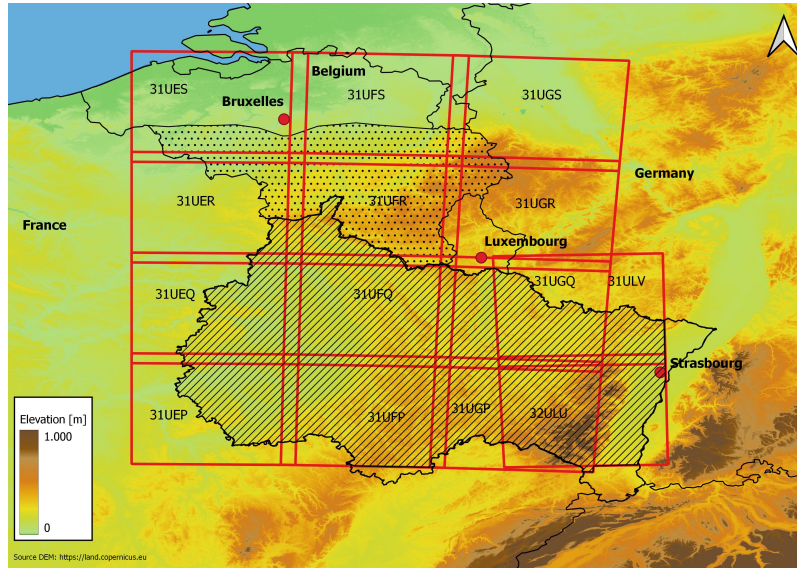 Belgium
31UES
31UFS
31UGS
Bruxelles
Germany
31UER
31UFR
31UGR
France
Luxembourg
31UEQ
31UFQ
31UGQ
31ULV
Strasbourg
31UEP
31UFP
31UGP
32ULU
Elevation [m]
1.000
0
Source DEM: https://land.copernicus.eu